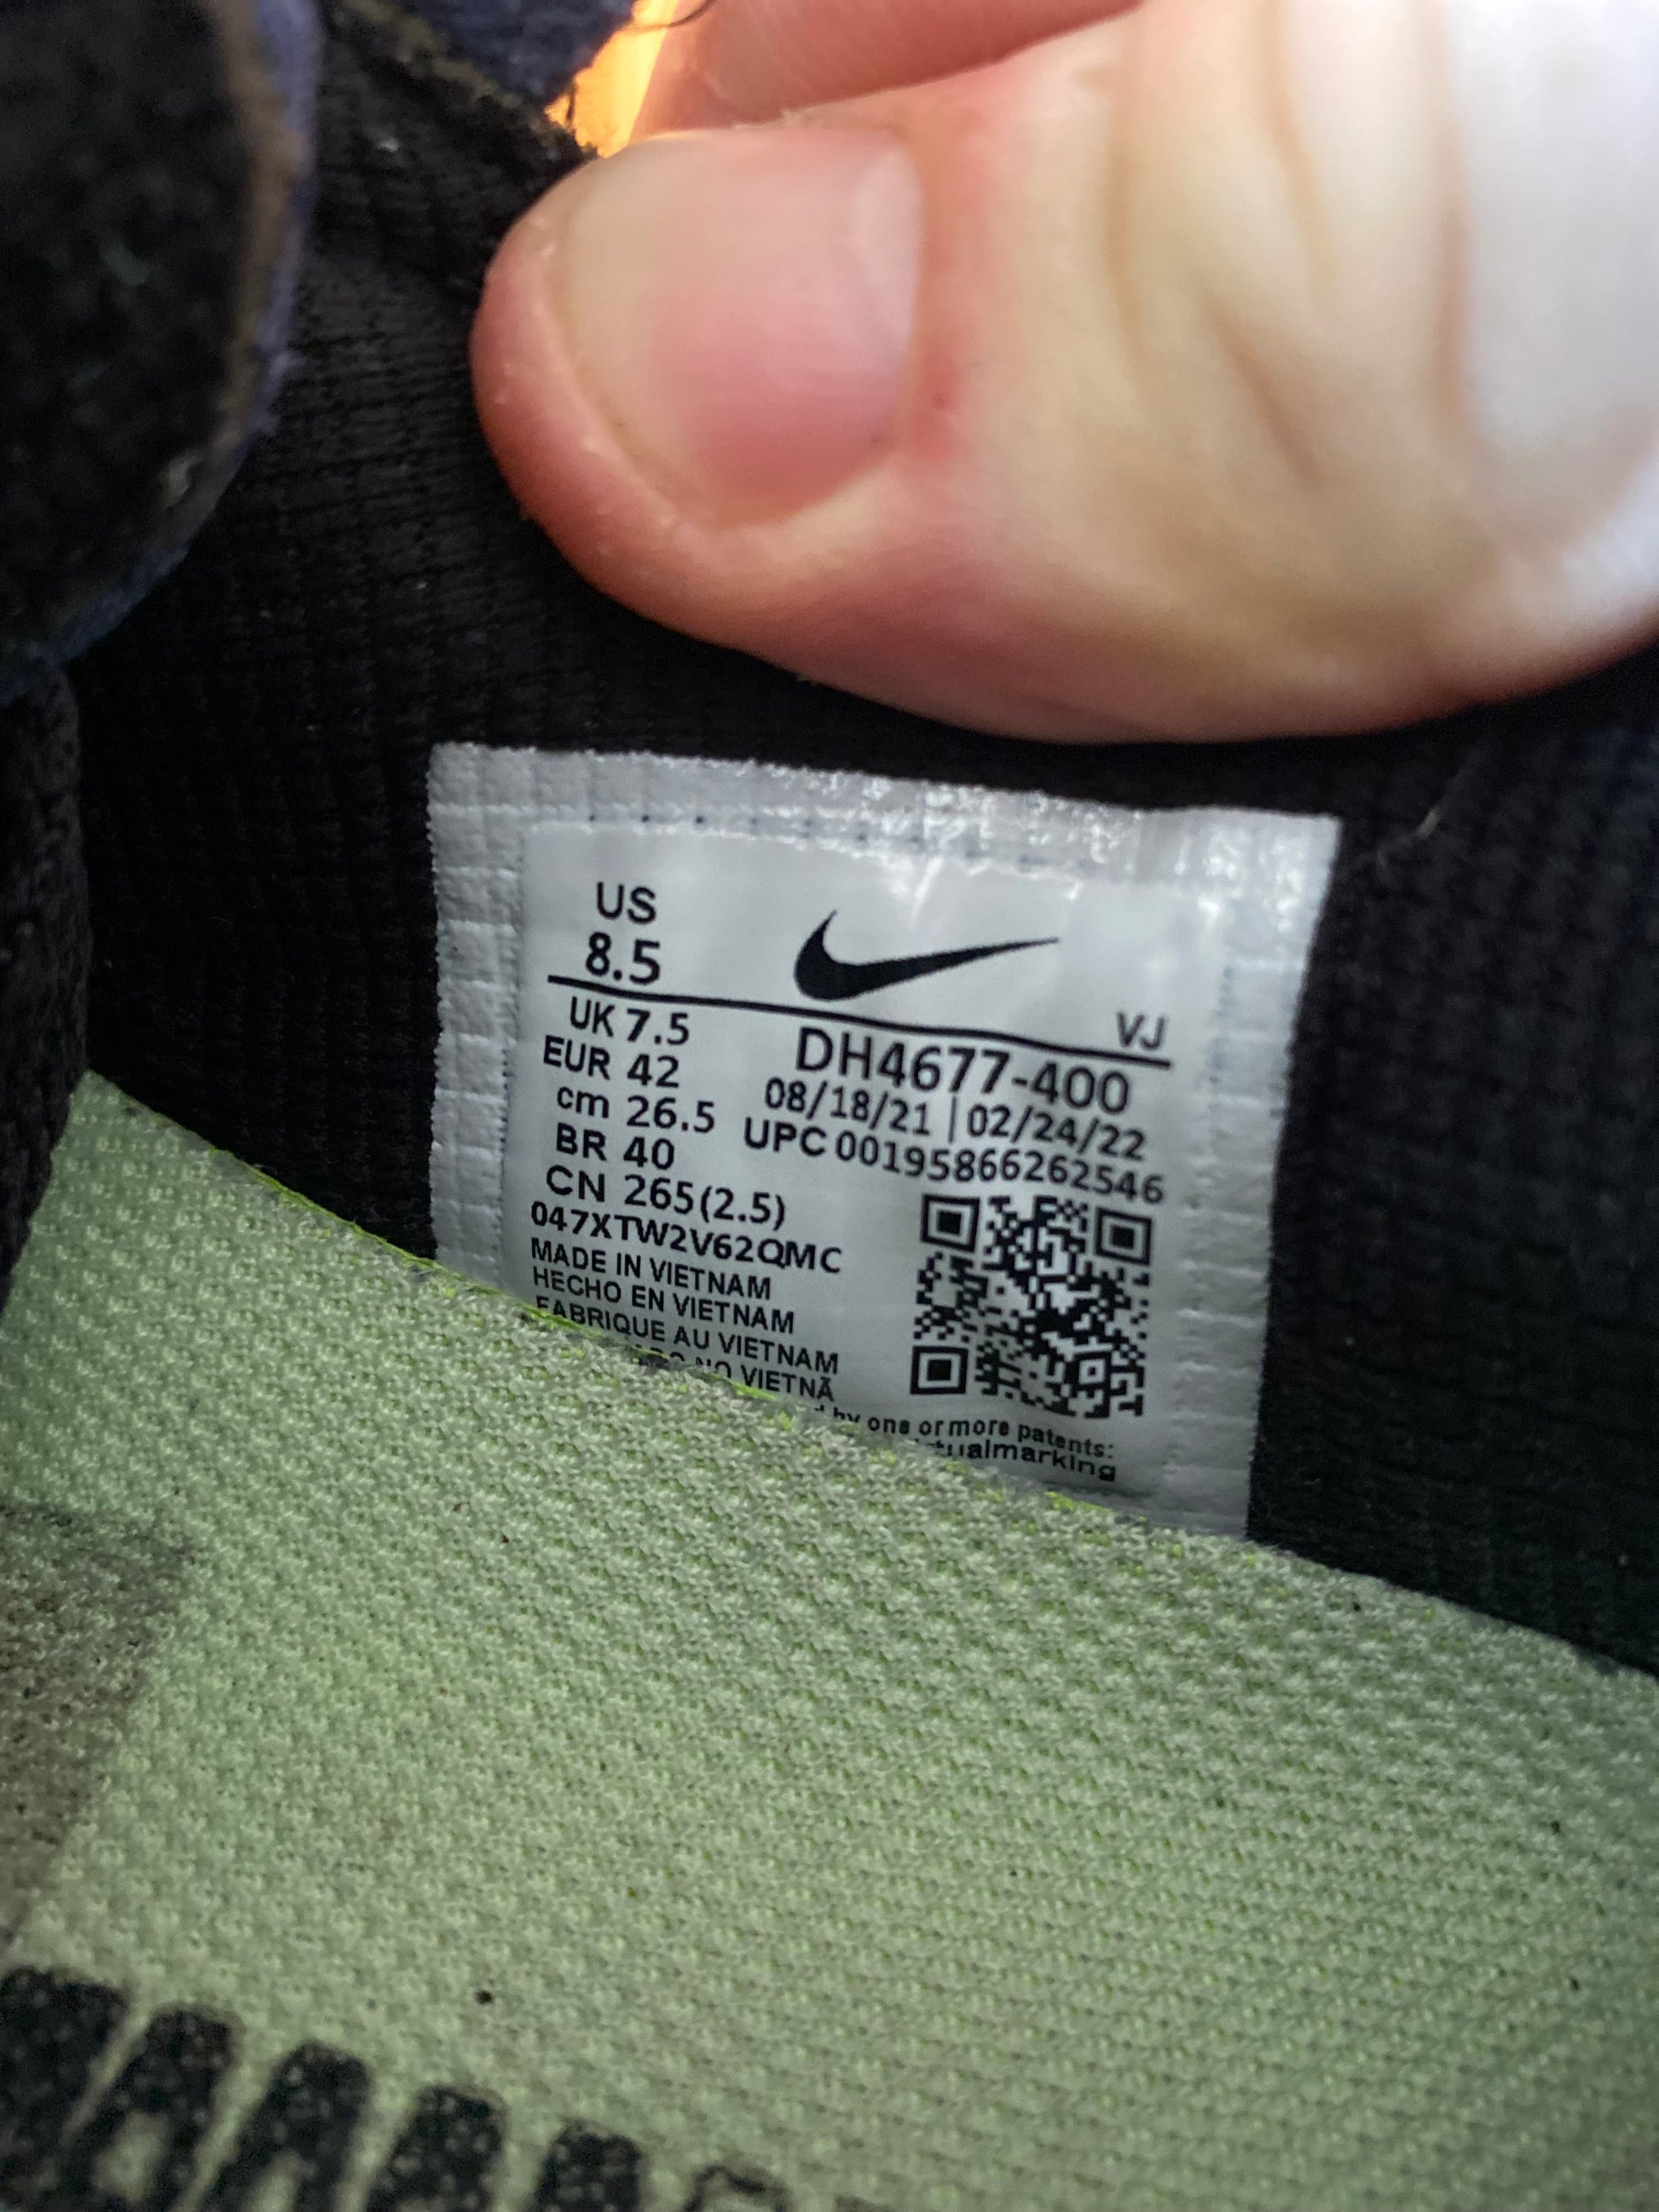 US
8.5
VJ
UK 7.5
EUR 42
cm 26.5
BR 40
CN 265(2.5)
DH4677-400
08/18/21 | 02/24/22
UPC 00195866262546
047XTW2V62QMC
MADE IN VIETNAM
HECHO EN VIETNAM
FABRIQUE AU VIETNAM
NO VIETNÃ
by one or more patents: